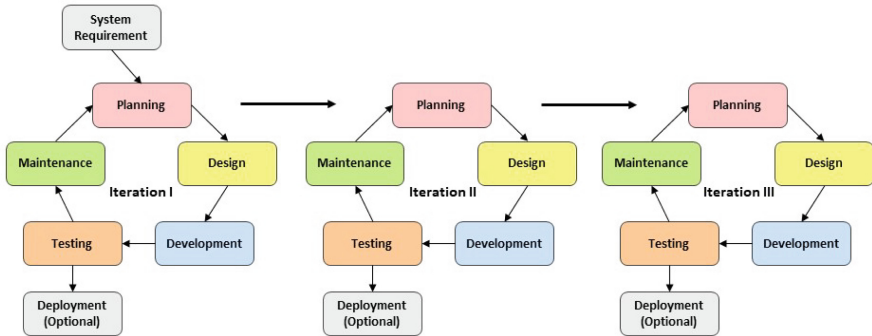 System
Requirement
Planning
Maintenance
Design
Iteration I
Testing
Development
Deployment
(Optional)
Planning
Maintenance
Design
Iteration II
Testing
Development
Deployment
(Optional)
Planning
Maintenance
Design
Iteration III
Testing
Development
Deployment
(Optional)